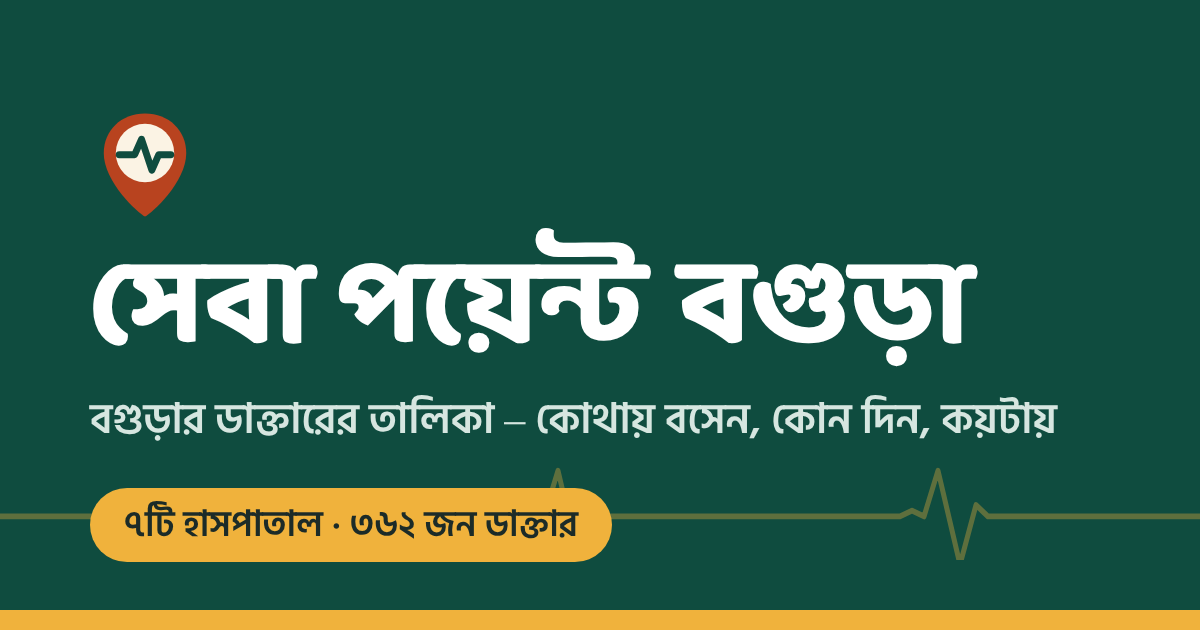 সেবা পয়েন্ট বগুড়া
বগুড়ার ডাক্তারের তালিকা – কোথায় বসেন, কোন দিন, কয়টায়
৭টি হাসপাতাল · ৩৬২ জন ডাক্তার